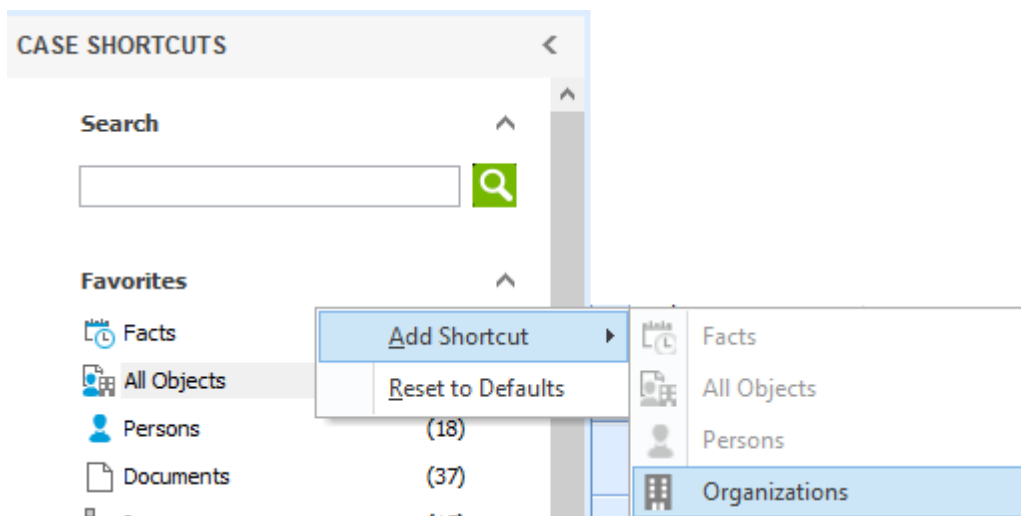 CASE SHORTCUTS
Search
Favorites
Facts
All Objects
Persons (18)
Documents (37)
Add Shortcut
Reset to Defaults
Facts
All Objects
Persons
Organizations